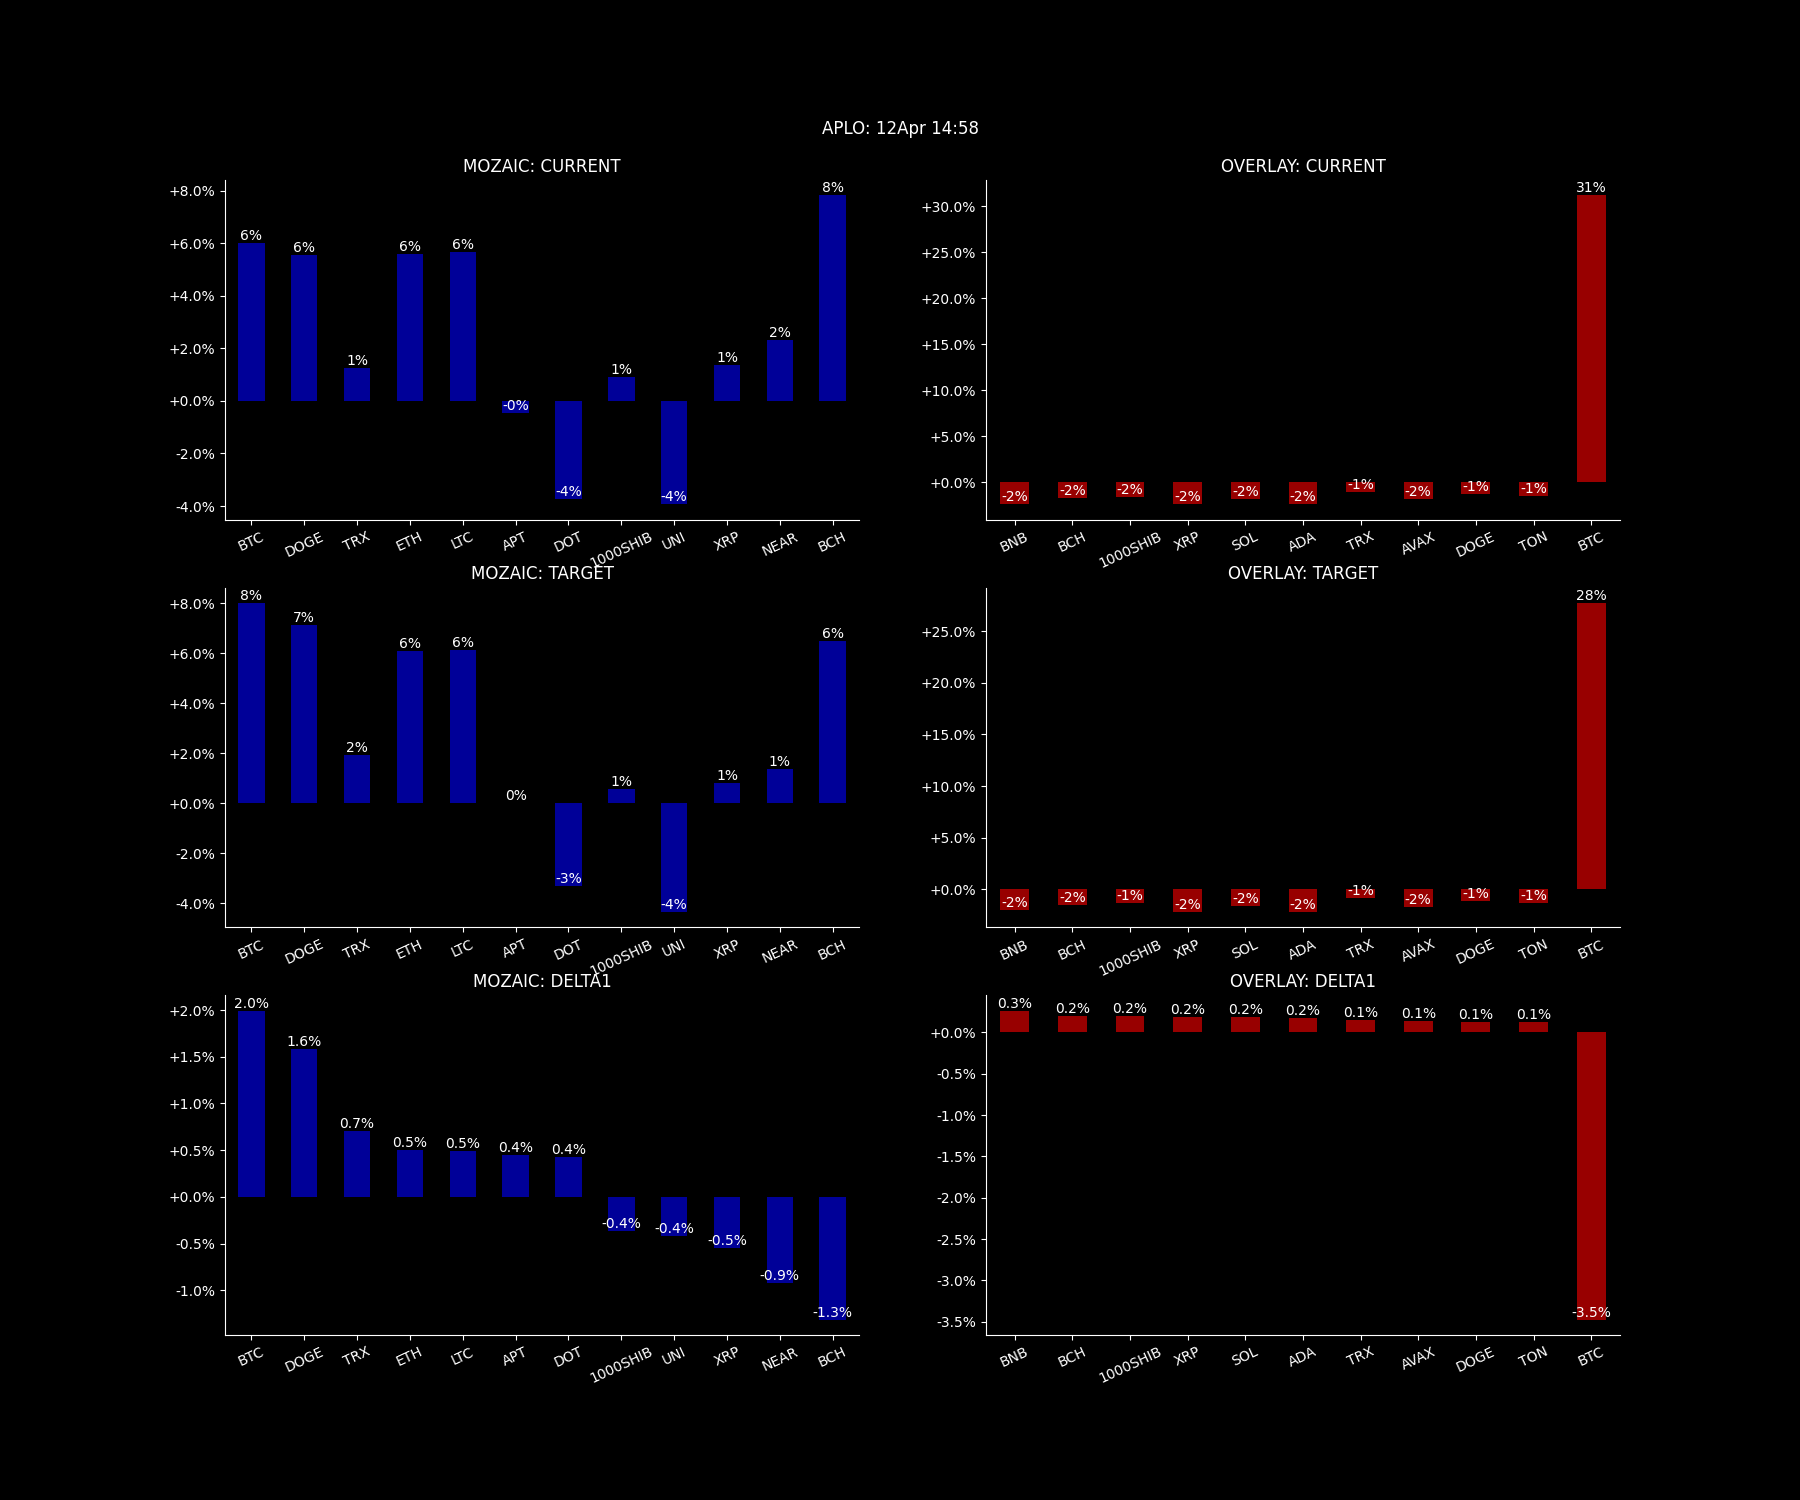 APLO: 12Apr 14:58
MOZAIC: CURRENT
+8.0%
+6.0%
+4.0%
+2.0%
+0.0%
-2.0%
-4.0%
6% 6% 1% 6% 6% -0% -4% 1% -4% 1% 2% 8%
BTC DOGE TRX ETH LTC APT DOT 1000SHIB UNI XRP NEAR BCH
OVERLAY: CURRENT
+30.0%
+25.0%
+20.0%
+15.0%
+10.0%
+5.0%
+0.0%
-2% -2% -2% -2% -2% -2% -1% -2% -1% -1% 31%
BNB BCH 1000SHIB XRP SOL ADA TRX AVAX DOGE TON BTC
MOZAIC: TARGET
+8.0%
+6.0%
+4.0%
+2.0%
+0.0%
-2.0%
-4.0%
8% 7% 2% 6% 6% 0% -3% 1% -4% 1% 1% 6%
BTC DOGE TRX ETH LTC APT DOT 1000SHIB UNI XRP NEAR BCH
OVERLAY: TARGET
+25.0%
+20.0%
+15.0%
+10.0%
+5.0%
+0.0%
-2% -2% -1% -2% -2% -2% -1% -2% -1% -1% 28%
BNB BCH 1000SHIB XRP SOL ADA TRX AVAX DOGE TON BTC
MOZAIC: DELTA1
+2.0%
+1.5%
+1.0%
+0.5%
+0.0%
-0.5%
-1.0%
2.0% 1.6% 0.7% 0.5% 0.5% 0.4% 0.4% -0.4% -0.4% -0.5% -0.9% -1.3%
BTC DOGE TRX ETH LTC APT DOT 1000SHIB UNI XRP NEAR BCH
OVERLAY: DELTA1
+0.0%
-0.5%
-1.0%
-1.5%
-2.0%
-2.5%
-3.0%
-3.5%
0.3% 0.2% 0.2% 0.2% 0.2% 0.2% 0.1% 0.1% 0.1% 0.1% -3.5%
BNB BCH 1000SHIB XRP SOL ADA TRX AVAX DOGE TON BTC